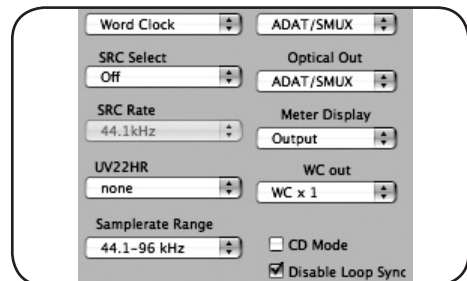 Word Clock
ADAT/SMUX
SRC Select
Optical Out
Off
ADAT/SMUX
SRC Rate
Meter Display
44.1kHz
Output
UV22HR
WC out
none
WC x 1
Samplerate Range
44.1-96 kHz
CD Mode
Disable Loop Sync